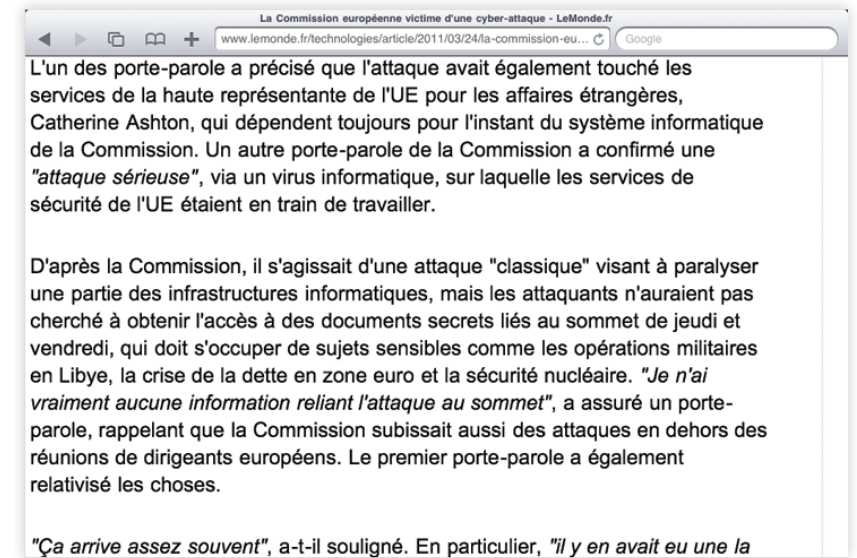 La Commission européenne victime d'une cyber-attaque - LeMonde.fr
www.lemonde.fr/technologies/article/2011/03/24/la-commission-eu...
Google
L'un des porte-parole a précisé que l'attaque avait également touché les
services de la haute représentante de l'UE pour les affaires étrangères,
Catherine Ashton, qui dépendent toujours pour l'instant du système informatique
de la Commission. Un autre porte-parole de la Commission a confirmé une
"attaque sérieuse", via un virus informatique, sur laquelle les services de
sécurité de l'UE étaient en train de travailler.
D'après la Commission, il s'agissait d'une attaque "classique" visant à paralyser
une partie des infrastructures informatiques, mais les attaquants n'auraient pas
cherché à obtenir l'accès à des documents secrets liés au sommet de jeudi et
vendredi, qui doit s'occuper de sujets sensibles comme les opérations militaires
en Libye, la crise de la dette en zone euro et la sécurité nucléaire. "Je n'ai
vraiment aucune information reliant l'attaque au sommet", a assuré un porte-
parole, rappelant que la Commission subissait aussi des attaques en dehors des
réunions de dirigeants européens. Le premier porte-parole a également
relativisé les choses.
"Ça arrive assez souvent", a-t-il souligné. En particulier, "il y en avait eu une la